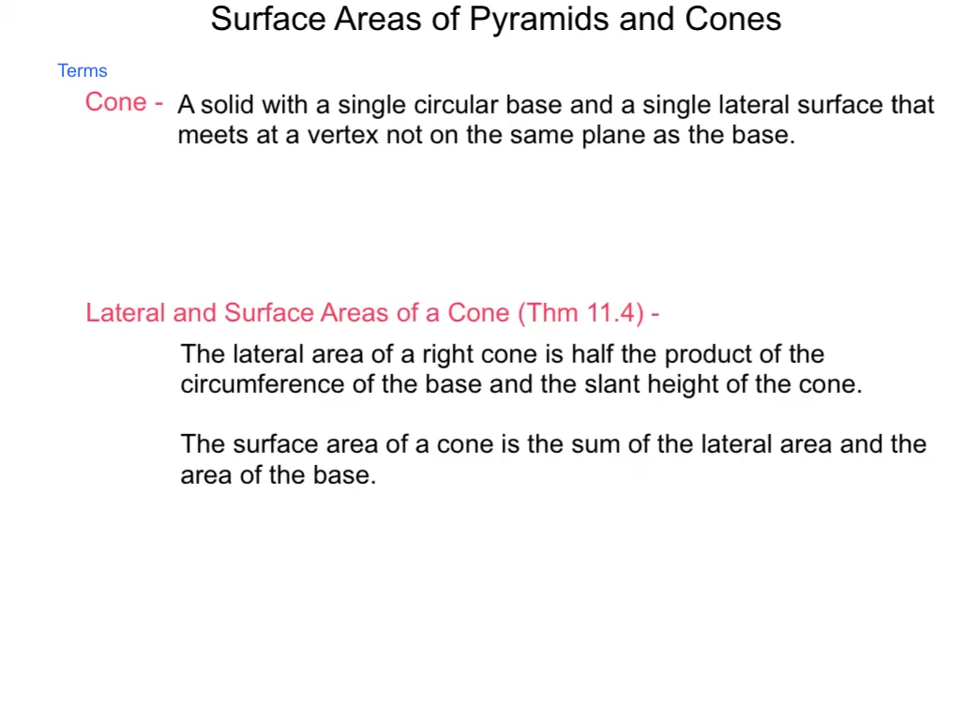 Surface Areas of Pyramids and Cones
Terms
Cone - A solid with a single circular base and a single lateral surface that
meets at a vertex not on the same plane as the base.
Lateral and Surface Areas of a Cone (Thm 11.4) -
The lateral area of a right cone is half the product of the
circumference of the base and the slant height of the cone.
The surface area of a cone is the sum of the lateral area and the
area of the base.